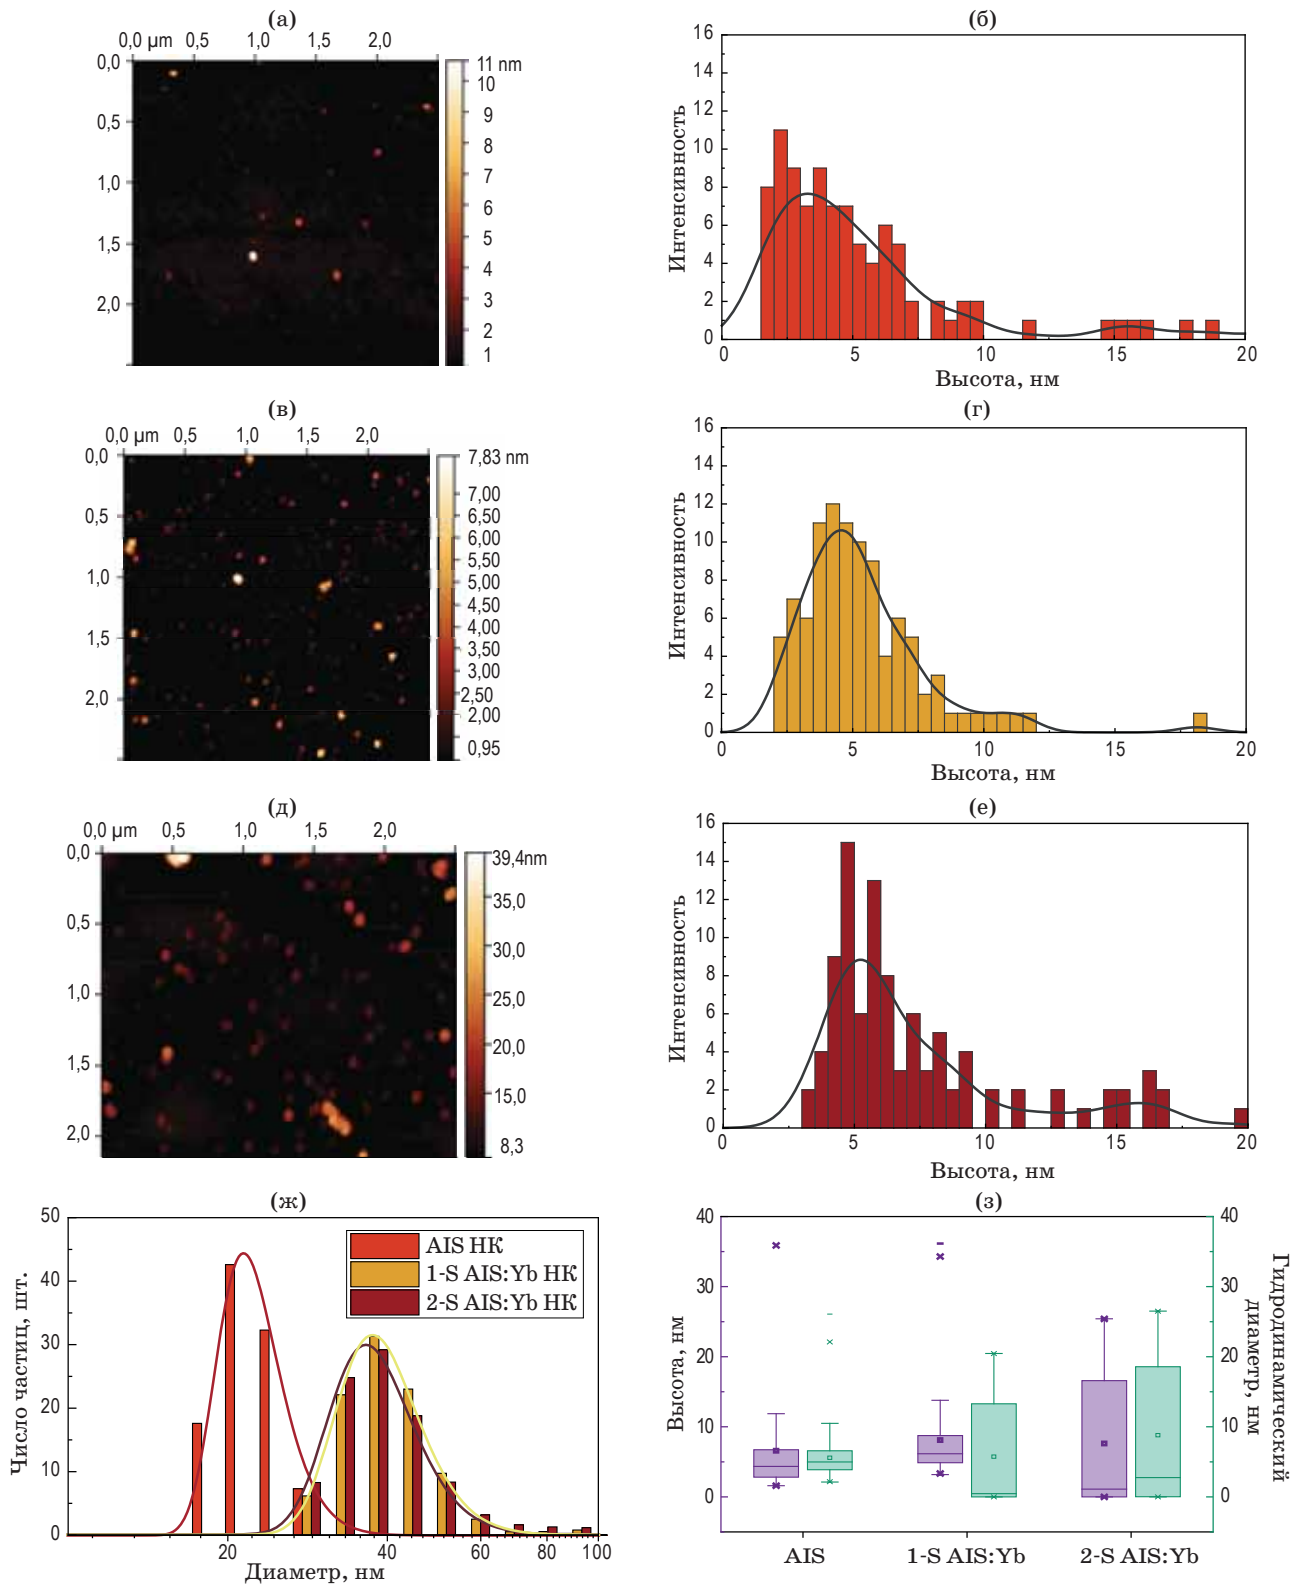 (а)
0,0 µm 0,5 1,0 1,5 2,0
0,0
0,5
1,0
1,5
2,0
11 nm
10
9
8
7
6
5
4
3
2
1
(б)
16
14
12
10
8
6
4
2
0
Интенсивность
0 5 10 15 20
Высота, нм
(в)
0,0 µm 0,5 1,0 1,5 2,0
0,0
0,5
1,0
1,5
2,0
7,83 nm
7,00
6,50
6,00
5,50
5,00
4,50
4,00
3,50
3,00
2,50
2,00
0,95
(г)
16
14
12
10
8
6
4
2
0
Интенсивность
0 5 10 15 20
Высота, нм
(д)
0,0 µm 0,5 1,0 1,5 2,0
0,0
0,5
1,0
1,5
2,0
39,4nm
35,0
30,0
25,0
20,0
15,0
8,3
(е)
16
14
12
10
8
6
4
2
0
Интенсивность
0 5 10 15 20
Высота, нм
(ж)
50
40
30
20
10
0
Число частиц, шт.
AIS НК
1-S AIS:Yb НК
2-S AIS:Yb НК
20 40 60 80 100
Диаметр, нм
(з)
40
30
20
10
0
Высота, нм
40
30
20
10
0
Гидродинамический
диаметр, нм
AIS 1-S AIS:Yb 2-S AIS:Yb